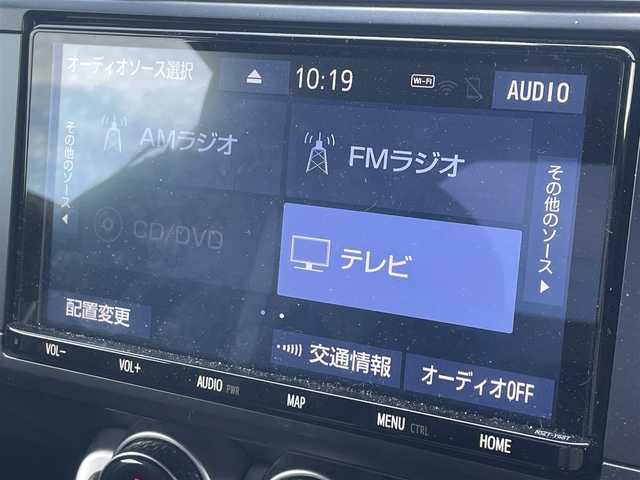 オーディオソース選択
10:19
Wi-Fi
AUDIO
その他のソース
AMラジオ
FMラジオ
その他のソース
CD/DVD
テレビ
配置変更
交通情報
オーディオOFF
VOL-
VOL+
AUDIO PWR
MAP
MENU CTRL
HOME
NSZT-Y68T